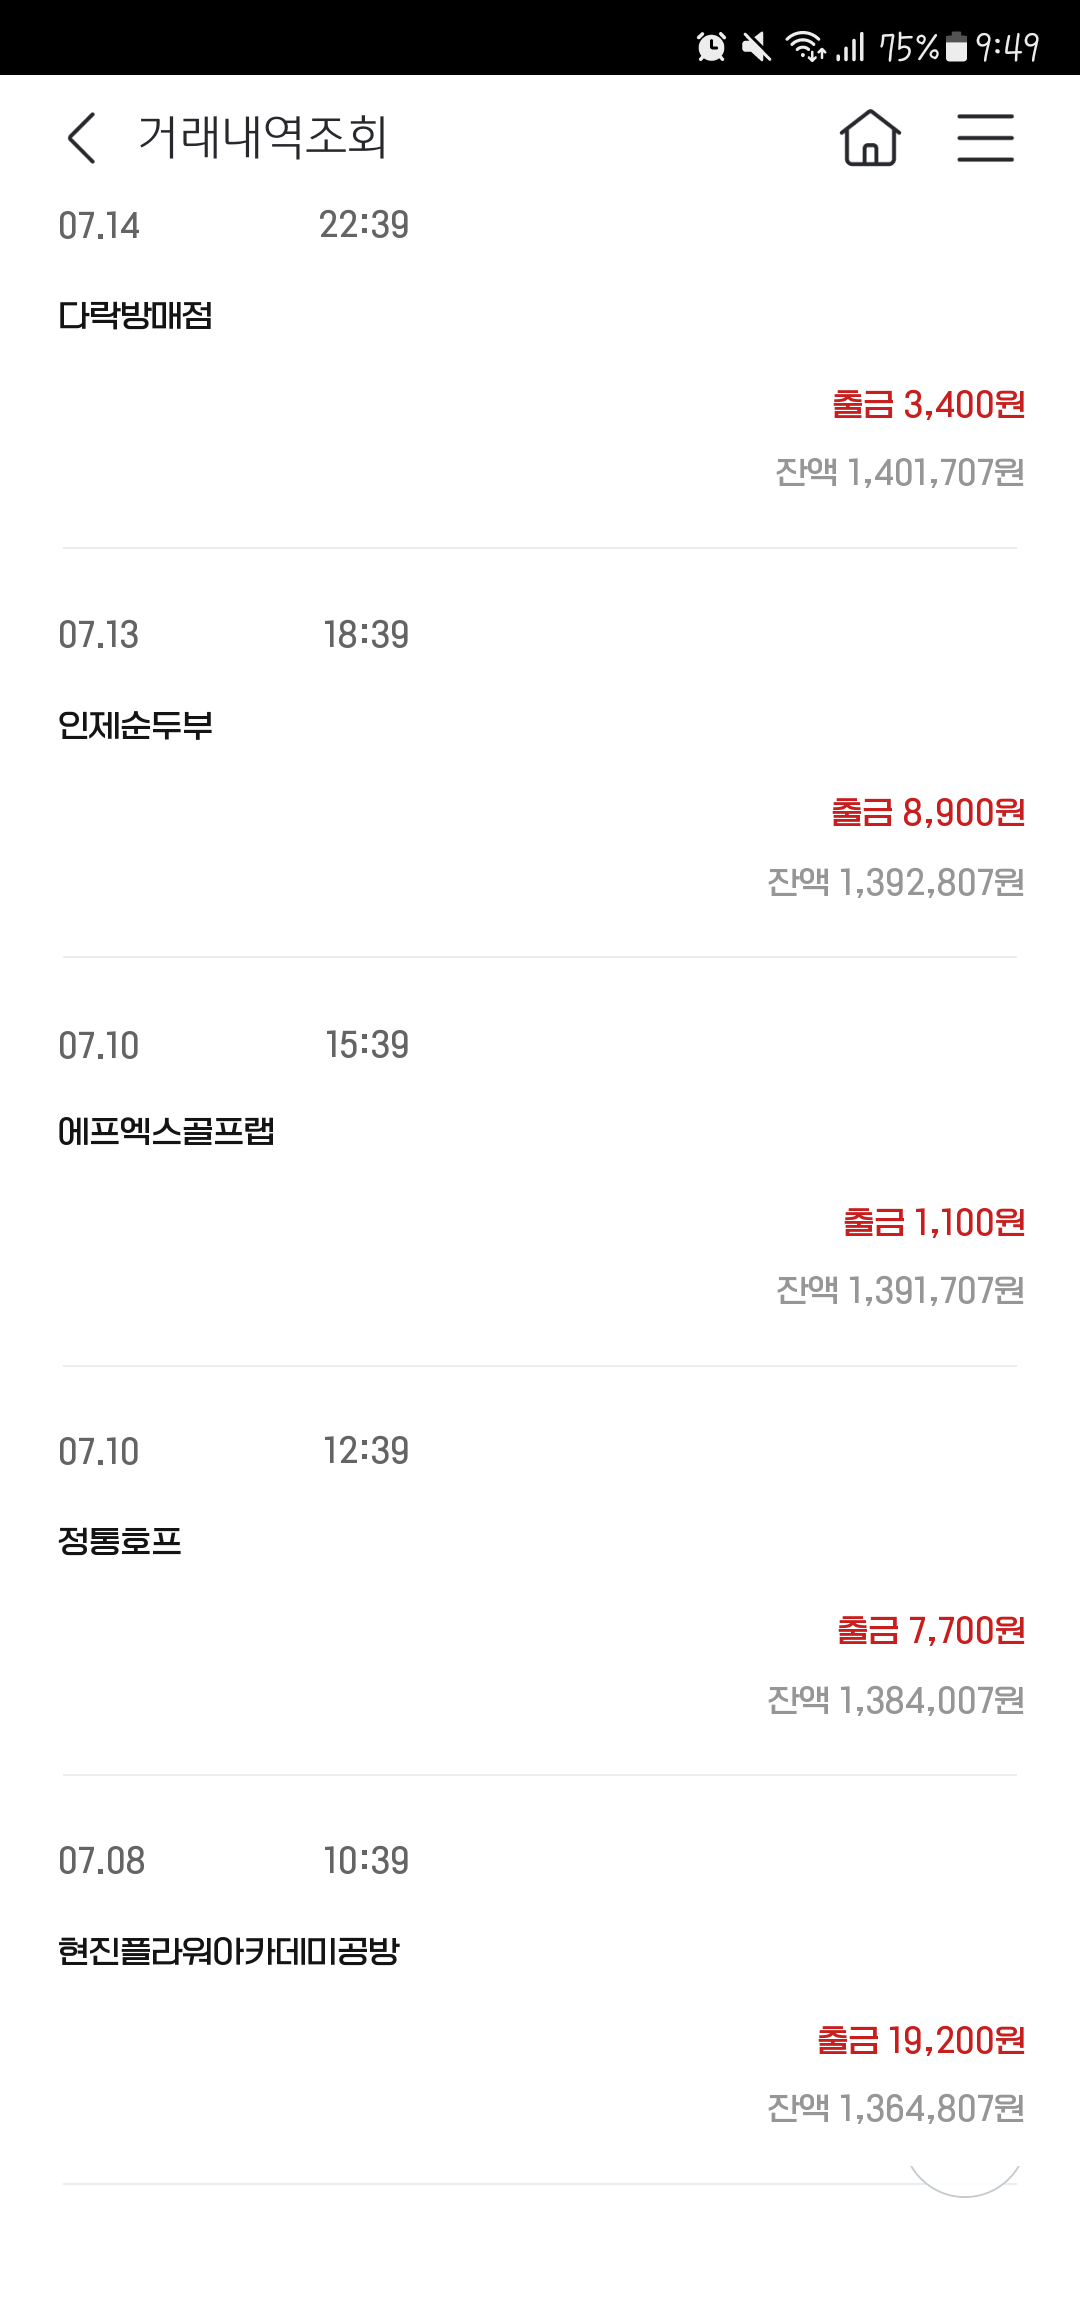 75% 9:49
거래내역조회
07.14 22:39
다락방매점
출금 3,400원
잔액 1,401,707원
07.13 18:39
인제순두부
출금 8,900원
잔액 1,392,807원
07.10 15:39
에프엑스골프랩
출금 1,100원
잔액 1,391,707원
07.10 12:39
정통호프
출금 7,700원
잔액 1,384,007원
07.08 10:39
현진플라워아카데미공방
출금 19,200원
잔액 1,364,807원